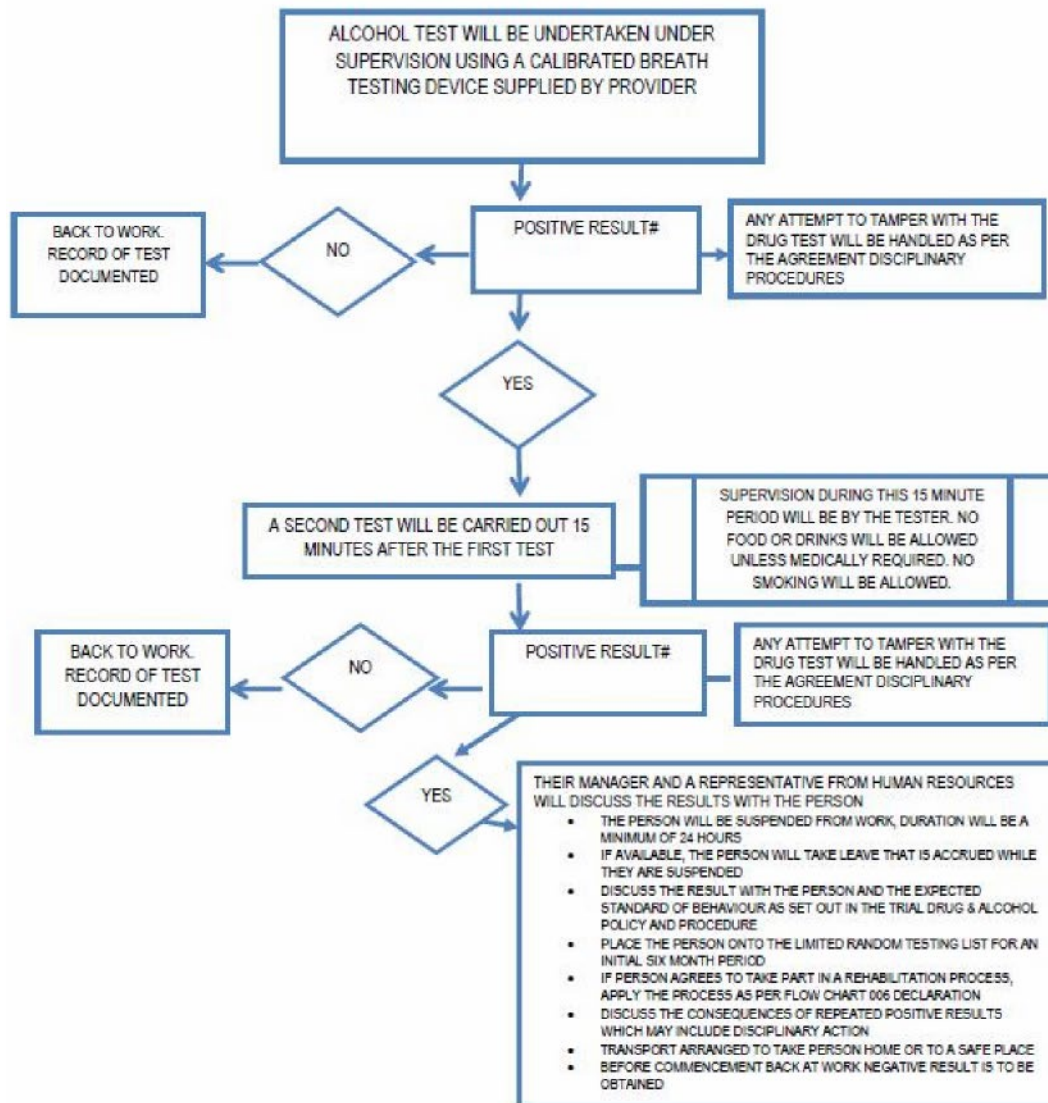 ALCOHOL TEST WILL BE UNDERTAKEN UNDER
SUPERVISION USING A CALIBRATED BREATH
TESTING DEVICE SUPPLIED BY PROVIDER
BACK TO WORK.
RECORD OF TEST
DOCUMENTED
NO
POSITIVE RESULT#
ANY ATTEMPT TO TAMPER WITH THE
DRUG TEST WILL BE HANDLED AS PER
THE AGREEMENT DISCIPLINARY
PROCEDURES
YES
A SECOND TEST WILL BE CARRIED OUT 15
MINUTES AFTER THE FIRST TEST
SUPERVISION DURING THIS 15 MINUTE
PERIOD WILL BE BY THE TESTER. NO
FOOD OR DRINKS WILL BE ALLOWED
UNLESS MEDICALLY REQUIRED. NO
SMOKING WILL BE ALLOWED.
BACK TO WORK.
RECORD OF TEST
DOCUMENTED
NO
POSITIVE RESULT#
ANY ATTEMPT TO TAMPER WITH THE
DRUG TEST WILL BE HANDLED AS PER
THE AGREEMENT DISCIPLINARY
PROCEDURES
YES
THEIR MANAGER AND A REPRESENTATIVE FROM HUMAN RESOURCES
WILL DISCUSS THE RESULTS WITH THE PERSON
• THE PERSON WILL BE SUSPENDED FROM WORK, DURATION WILL BE A
MINIMUM OF 24 HOURS
• IF AVAILABLE, THE PERSON WILL TAKE LEAVE THAT IS ACCRUED WHILE
THEY ARE SUSPENDED
• DISCUSS THE RESULT WITH THE PERSON AND THE EXPECTED
STANDARD OF BEHAVIOUR AS SET OUT IN THE TRIAL DRUG & ALCOHOL
POLICY AND PROCEDURE
• PLACE THE PERSON ONTO THE LIMITED RANDOM TESTING LIST FOR AN
INITIAL SIX MONTH PERIOD
• IF PERSON AGREES TO TAKE PART IN A REHABILITATION PROCESS,
APPLY THE PROCESS AS PER FLOW CHART 006 DECLARATION
• DISCUSS THE CONSEQUENCES OF REPEATED POSITIVE RESULTS
WHICH MAY INCLUDE DISCIPLINARY ACTION
• TRANSPORT ARRANGED TO TAKE PERSON HOME OR TO A SAFE PLACE
• BEFORE COMMENCEMENT BACK AT WORK NEGATIVE RESULT IS TO BE
OBTAINED